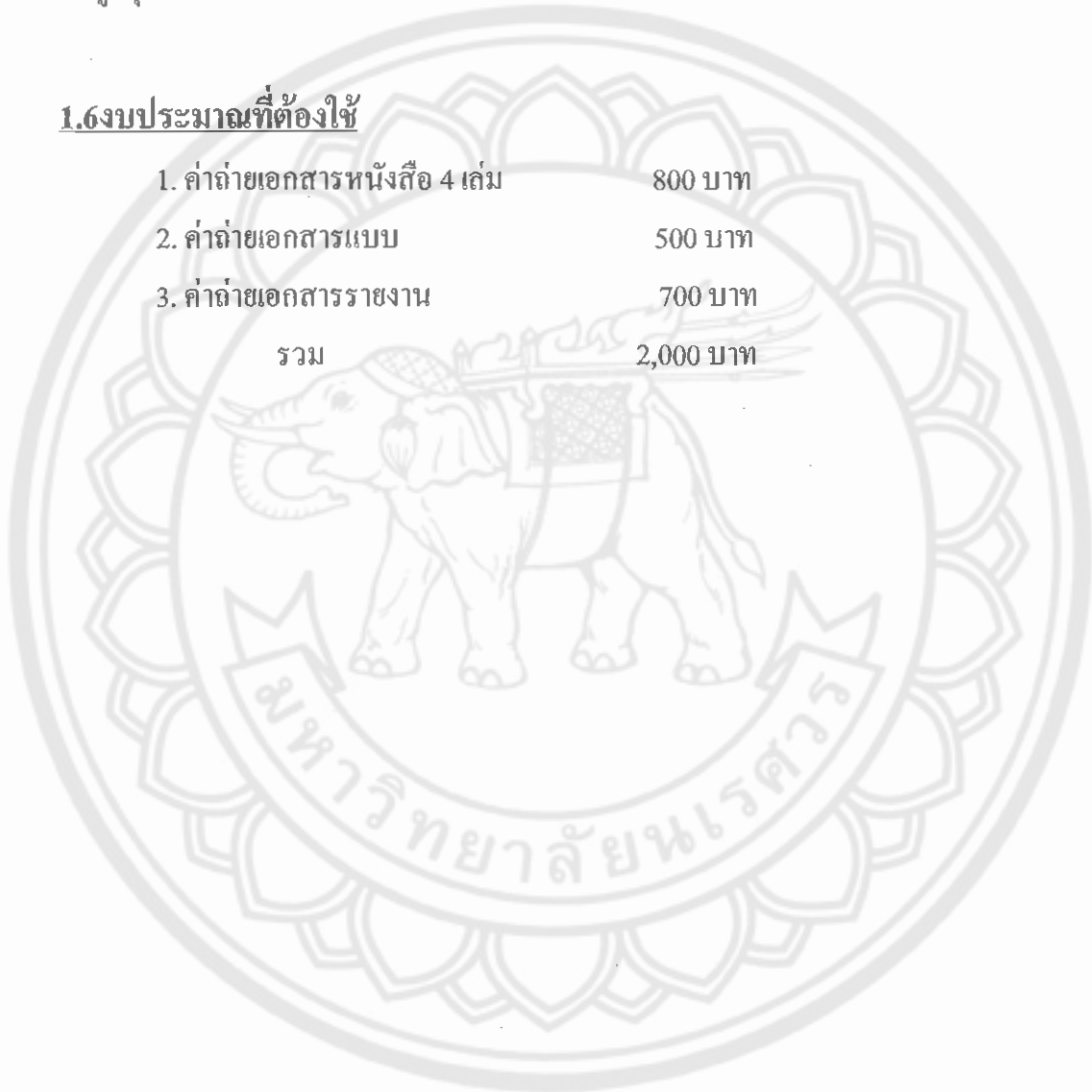 1.6งบประมาณที่ต้องใช้
1. ค่าถ่ายเอกสารหนังสือ 4 เล่ม 800 บาท
2. ค่าถ่ายเอกสารแบบ 500 บาท
3. ค่าถ่ายเอกสารรายงาน 700 บาท
รวม 2,000 บาท
มหาวิทยาลัยนเรศวร